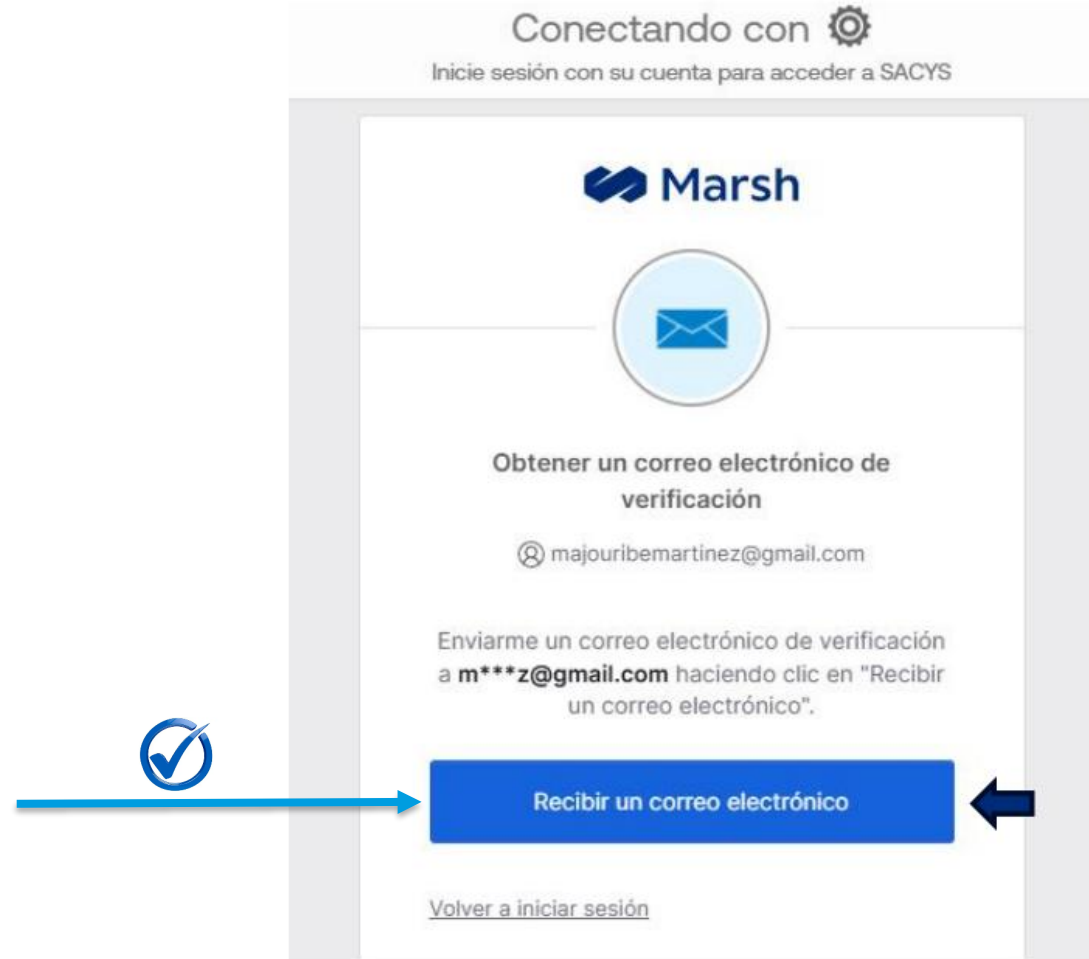 Conectando con
Inicie sesión con su cuenta para acceder a SACYS
Marsh
Obtener un correo electrónico de
verificación
majouribemartinez@gmail.com
Enviarme un correo electrónico de verificación
a m***z@gmail.com haciendo clic en "Recibir
un correo electrónico".
Recibir un correo electrónico
Volver a iniciar sesión